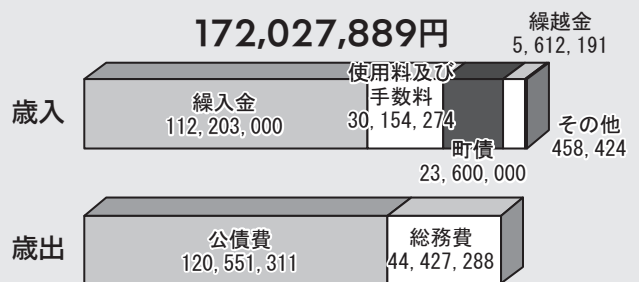 172,027,889円
繰越金
5,612,191
歳入
繰入金
112,203,000
使用料及び
手数料
30,154,274
町債
23,600,000
その他
458,424
歳出
公債費
120,551,311
総務費
44,427,288